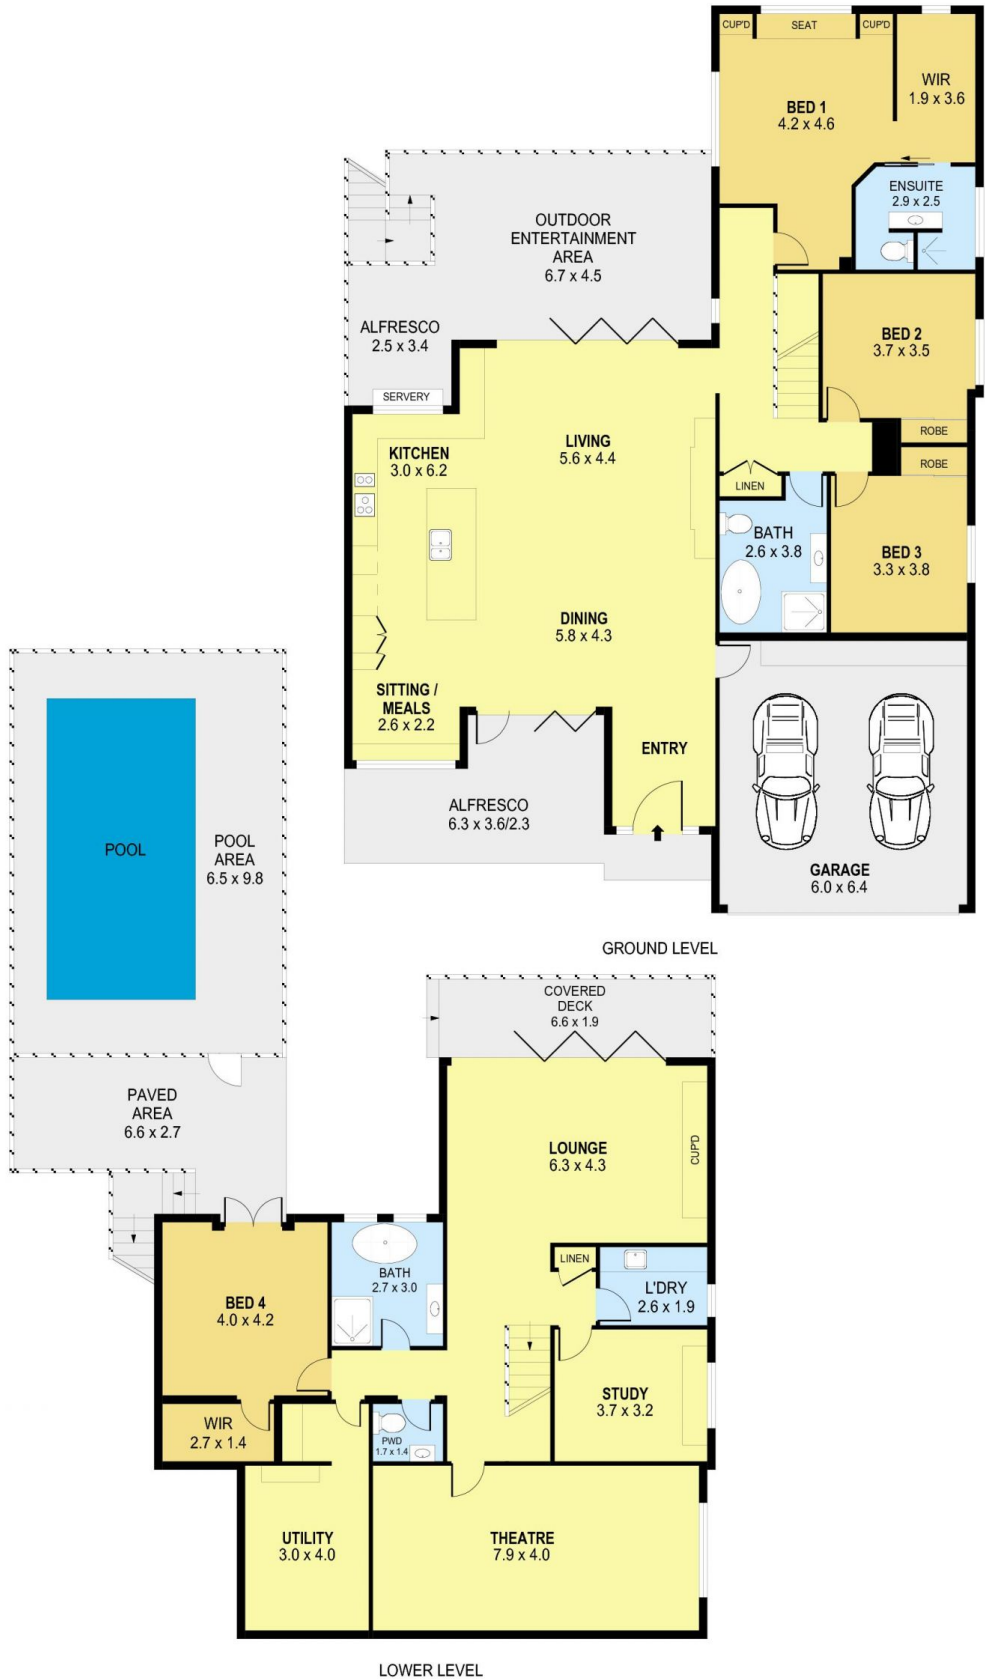 CUP'D
SEAT
CUP'D
WIR
1.9 x 3.6
BED 1
4.2 x 4.6
ENSUITE
2.9 x 2.5
OUTDOOR
ENTERTAINMENT
AREA
6.7 x 4.5
ALFRESCO
2.5 x 3.4
BED 2
3.7 x 3.5
SERVERY
ROBE
KITCHEN
3.0 x 6.2
LIVING
5.6 x 4.4
ROBE
LINEN
BATH
2.6 x 3.8
BED 3
3.3 x 3.8
DINING
5.8 x 4.3
SITTING /
MEALS
2.6 x 2.2
ENTRY
ALFRESCO
6.3 x 3.6/2.3
GARAGE
6.0 x 6.4
POOL
POOL
AREA
6.5 x 9.8
GROUND LEVEL
COVERED
DECK
6.6 x 1.9
PAVED
AREA
6.6 x 2.7
LOUNGE
6.3 x 4.3
CUP'D
LINEN
L'DRY
2.6 x 1.9
BATH
2.7 x 3.0
BED 4
4.0 x 4.2
STUDY
3.7 x 3.2
WIR
2.7 x 1.4
PWD
1.7 x 1.4
UTILITY
3.0 x 4.0
THEATRE
7.9 x 4.0
LOWER LEVEL